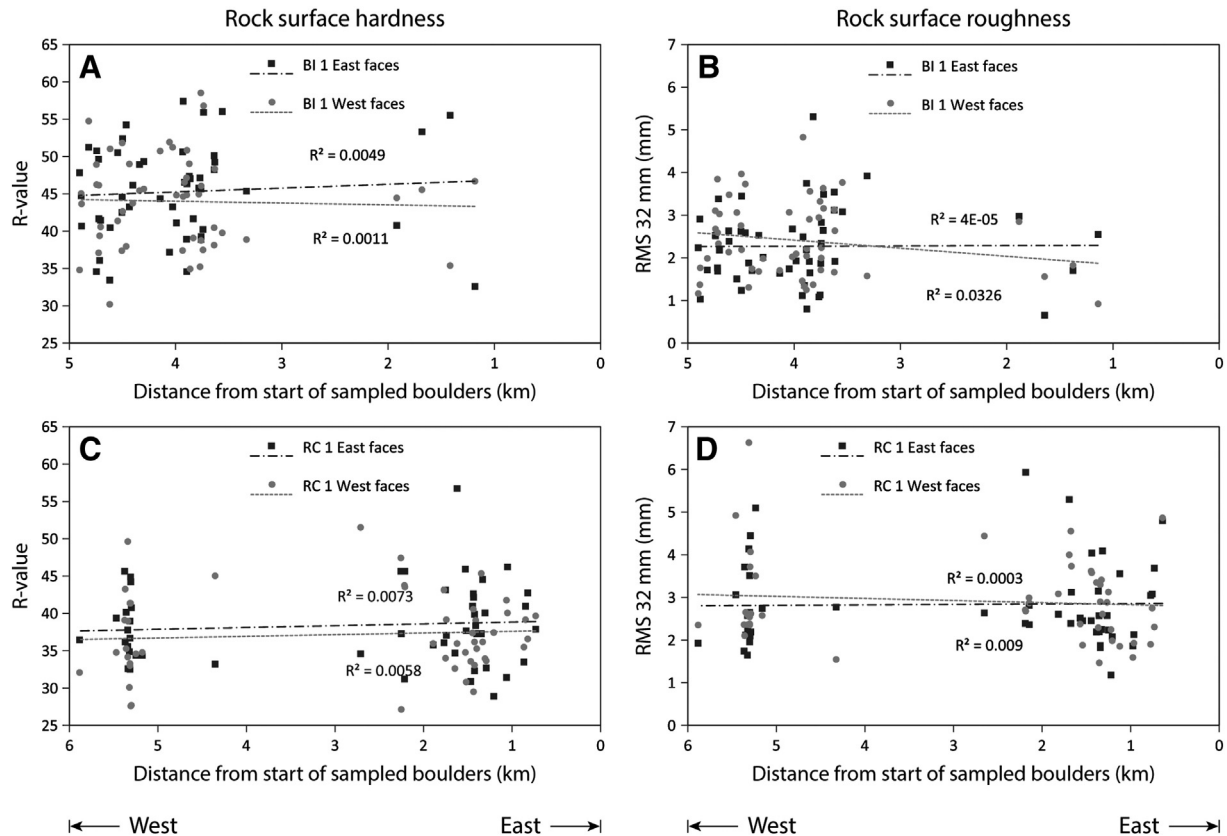 Rock surface hardness
Rock surface roughness
A
BI 1 East faces
BI 1 West faces
R² = 0.0049
R² = 0.0011
R-value
65
60
55
50
45
40
35
30
25
5 4 3 2 1 0
Distance from start of sampled boulders (km)
B
BI 1 East faces
BI 1 West faces
R² = 4E-05
R² = 0.0326
RMS 32 mm (mm)
7
6
5
4
3
2
1
0
5 4 3 2 1 0
Distance from start of sampled boulders (km)
C
RC 1 East faces
RC 1 West faces
R² = 0.0073
R² = 0.0058
R-value
65
60
55
50
45
40
35
30
25
6 5 4 3 2 1 0
Distance from start of sampled boulders (km)
D
RC 1 East faces
RC 1 West faces
R² = 0.0003
R² = 0.009
RMS 32 mm (mm)
7
6
5
4
3
2
1
0
6 5 4 3 2 1 0
Distance from start of sampled boulders (km)
West East
West East